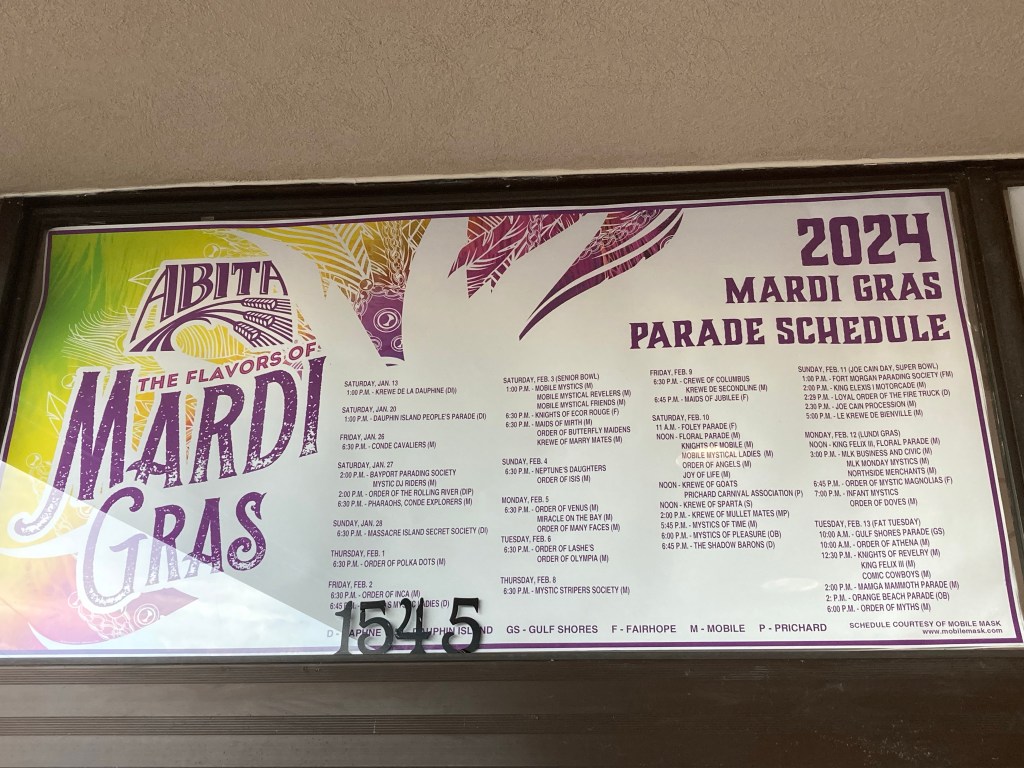 ABITA
THE FLAVORS OF
MARDI
GRAS
2024
MARDI GRAS
PARADE SCHEDULE
SATURDAY, JAN. 13
1:00 P.M. - KREWE DE LA DAUPHINE (DI)
SATURDAY, JAN. 20
1:00 P.M. - DAUPHIN ISLAND PEOPLE'S PARADE (DI)
FRIDAY, JAN. 26
6:30 P.M. - CONDE CAVALIERS (M)
SATURDAY, JAN. 27
2:00 P.M. - BAYPORT PARADING SOCIETY
MYSTIC DJ RIDERS (M)
2:00 P.M. - ORDER OF THE ROLLING RIVER (DIP)
6:30 P.M. - PHARAOHS, CONDE EXPLORERS (M)
SUNDAY, JAN. 28
6:30 P.M. - MASSACRE ISLAND SECRET SOCIETY (DI)
THURSDAY, FEB. 1
6:30 P.M. - ORDER OF POLKA DOTS (M)
FRIDAY, FEB. 2
6:30 P.M. - ORDER OF INCA (M)
6:45 P.M. - MYSTIC LADIES (D)
SATURDAY, FEB. 3 (SENIOR BOWL)
1:00 P.M. - MOBILE MYSTICS (M)
MOBILE MYSTICAL REVELERS (M)
MOBILE MYSTICAL FRIENDS (M)
6:30 P.M. - KNIGHTS OF ECOR ROUGE (F)
6:30 P.M. - MAIDS OF MIRTH (M)
ORDER OF BUTTERFLY MAIDENS
KREWE OF MARRY MATES (M)
SUNDAY, FEB. 4
6:30 P.M. - NEPTUNE'S DAUGHTERS
ORDER OF ISIS (M)
MONDAY, FEB. 5
6:30 P.M. - ORDER OF VENUS (M)
MIRACLE ON THE BAY (M)
ORDER OF MANY FACES (M)
TUESDAY, FEB. 6
6:30 P.M. - ORDER OF LASHE'S
ORDER OF OLYMPIA (M)
THURSDAY, FEB. 8
6:30 P.M. - MYSTIC STRIPERS SOCIETY (M)
FRIDAY, FEB. 9
6:30 P.M. - CREWE OF COLUMBUS
KREWE DE SECONDLINE (M)
6:45 P.M. - MAIDS OF JUBILEE (F)
SATURDAY, FEB. 10
11 A.M. - FOLEY PARADE (F)
NOON - FLORAL PARADE (M)
KNIGHTS OF MOBILE (M)
MOBILE MYSTICAL LADIES (M)
ORDER OF ANGELS (M)
JOY OF LIFE (M)
NOON - KREWE OF GOATS
PRICHARD CARNIVAL ASSOCIATION (P)
NOON - KREWE OF SPARTA (S)
2:00 P.M. - KREWE OF MULLET MATES (MP)
5:45 P.M. - MYSTICS OF TIME (M)
6:00 P.M. - MYSTICS OF PLEASURE (OB)
6:45 P.M. - THE SHADOW BARONS (D)
SUNDAY, FEB. 11 (JOE CAIN DAY, SUPER BOWL)
1:00 P.M. - FORT MORGAN PARADING SOCIETY (FM)
2:00 P.M. - KING ELEXIS I MOTORCADE (M)
2:29 P.M. - LOYAL ORDER OF THE FIRE TRUCK (D)
2.30 P.M. - JOE CAIN PROCESSION (M)
5:00 P.M. - LE KREWE DE BIENVILLE (M)
MONDAY, FEB. 12 (LUNDI GRAS)
NOON - KING FELIX III, FLORAL PARADE (M)
3:00 P.M. - MLK BUSINESS AND CIVIC (M)
MLK MONDAY MYSTICS (M)
NORTHSIDE MERCHANTS (M)
6:45 P.M. - ORDER OF MYSTIC MAGNOLIAS (F)
7:00 P.M. - INFANT MYSTICS
ORDER OF DOVES (M)
TUESDAY, FEB. 13 (FAT TUESDAY)
10:00 A.M. - GULF SHORES PARADE (GS)
10:00 A.M. - ORDER OF ATHENA (M)
12:30 P.M. - KNIGHTS OF REVELRY (M)
KING FELIX III (M)
COMIC COWBOYS (M)
2:00 P.M. - MAMGA MAMMOTH PARADE (M)
2: P.M. - ORANGE BEACH PARADE (OB)
6:00 P.M. - ORDER OF MYTHS (M)
D - DAPHNE DAUPHIN ISLAND GS - GULF SHORES F - FAIRHOPE M - MOBILE P - PRICHARD
SCHEDULE COURTESY OF MOBILE MASK
www.mobilemask.com
1545